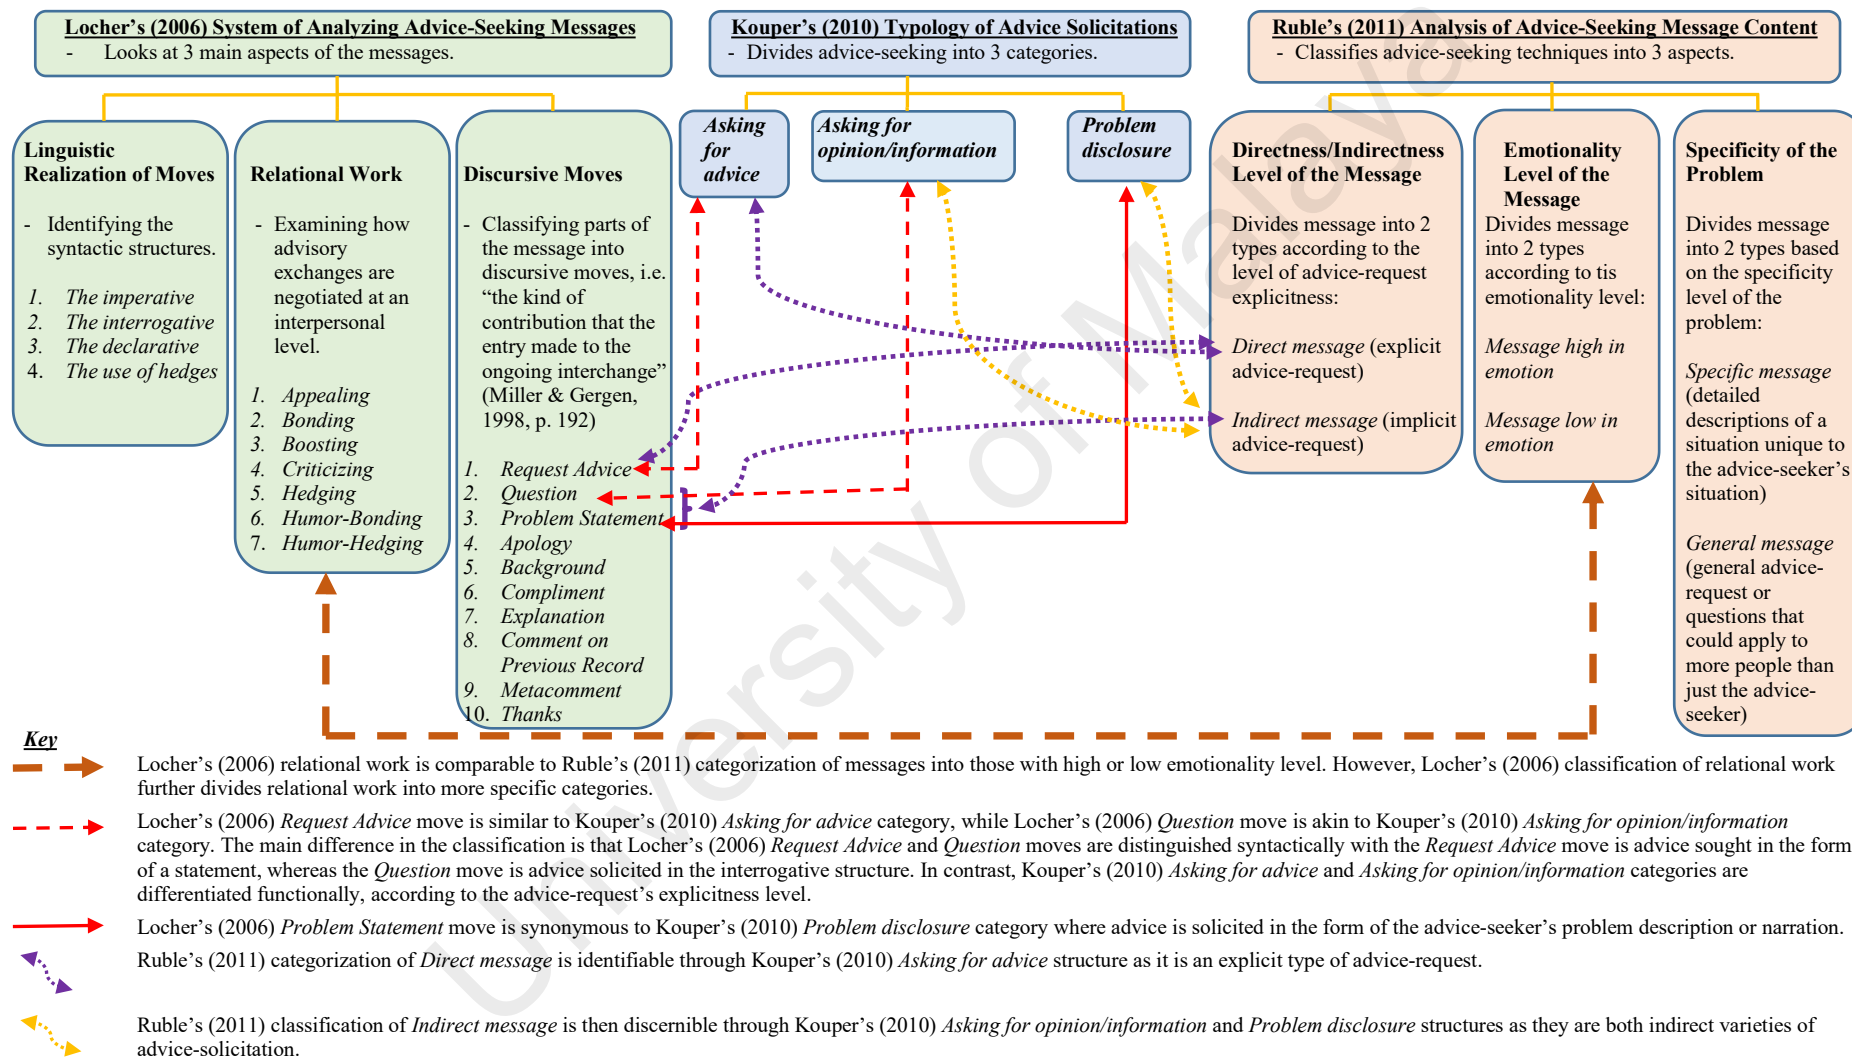 Locher's (2006) System of Analyzing Advice-Seeking Messages
- Looks at 3 main aspects of the messages.
Linguistic
Realization of Moves
- Identifying the
syntactic structures.
1. The imperative
2. The interrogative
3. The declarative
4. The use of hedges
Relational Work
- Examining how
advisory
exchanges are
negotiated at an
interpersonal
level.
1. Appealing
2. Bonding
3. Boosting
4. Criticizing
5. Hedging
6. Humor-Bonding
7. Humor-Hedging
Discursive Moves
- Classifying parts of
the message into
discursive moves, i.e.
“the kind of
contribution that the
entry made to the
ongoing interchange”
(Miller & Gergen,
1998, p. 192)
1. Request Advice
2. Question
3. Problem Statement
4. Apology
5. Background
6. Compliment
7. Explanation
8. Comment on
Previous Record
9. Metacomment
10. Thanks
Kouper's (2010) Typology of Advice Solicitations
- Divides advice-seeking into 3 categories.
Asking
for
advice
Asking for
opinion/information
Problem
disclosure
Ruble's (2011) Analysis of Advice-Seeking Message Content
- Classifies advice-seeking techniques into 3 aspects.
Directness/Indirectness
Level of the Message
Divides message into 2
types according to the
level of advice-request
explicitness:
Direct message (explicit
advice-request)
Indirect message (implicit
advice-request)
Emotionality
Level of the
Message
Divides message
into 2 types
according to tis
emotionality level:
Message high in
emotion
Message low in
emotion
Specificity of the
Problem
Divides message
into 2 types based
on the specificity
level of the
problem:
Specific message
(detailed
descriptions of a
situation unique to
the advice-seeker's
situation)
General message
(general advice-
request or
questions that
could apply to
more people than
just the advice-
seeker)
Key
Locher's (2006) relational work is comparable to Ruble's (2011) categorization of messages into those with high or low emotionality level. However, Locher's (2006) classification of relational work
further divides relational work into more specific categories.
Locher's (2006) Request Advice move is similar to Kouper's (2010) Asking for advice category, while Locher's (2006) Question move is akin to Kouper's (2010) Asking for opinion/information
category. The main difference in the classification is that Locher's (2006) Request Advice and Question moves are distinguished syntactically with the Request Advice move is advice sought in the form
of a statement, whereas the Question move is advice solicited in the interrogative structure. In contrast, Kouper's (2010) Asking for advice and Asking for opinion/information categories are
differentiated functionally, according to the advice-request's explicitness level.
Locher's (2006) Problem Statement move is synonymous to Kouper's (2010) Problem disclosure category where advice is solicited in the form of the advice-seeker's problem description or narration.
Ruble's (2011) categorization of Direct message is identifiable through Kouper's (2010) Asking for advice structure as it is an explicit type of advice-request.
Ruble's (2011) classification of Indirect message is then discernible through Kouper's (2010) Asking for opinion/information and Problem disclosure structures as they are both indirect varieties of
advice-solicitation.
University of Malaya